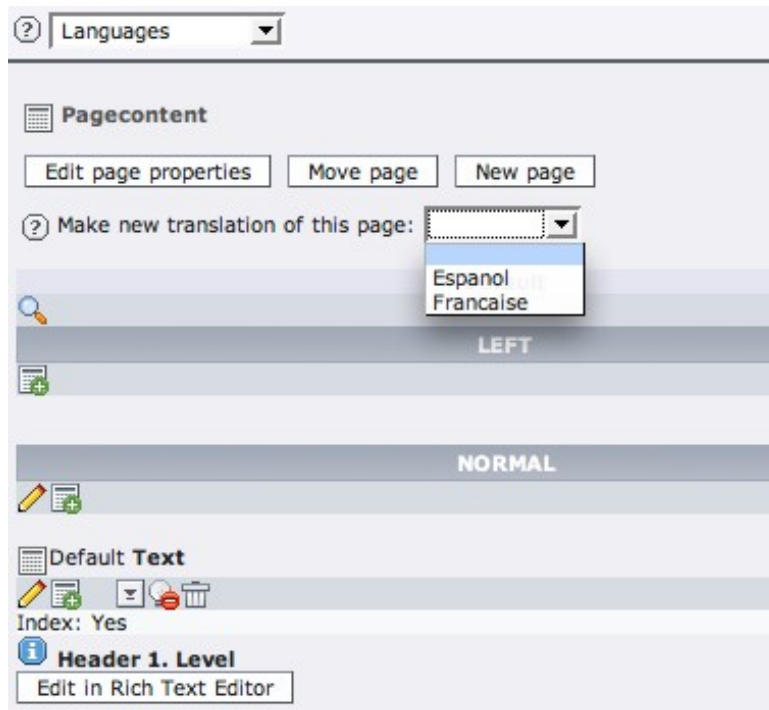 Languages
Pagecontent
Edit page properties Move page New page
Make new translation of this page:
Espanol
Francaise
LEFT
NORMAL
Default Text
Index: Yes
Header 1. Level
Edit in Rich Text Editor